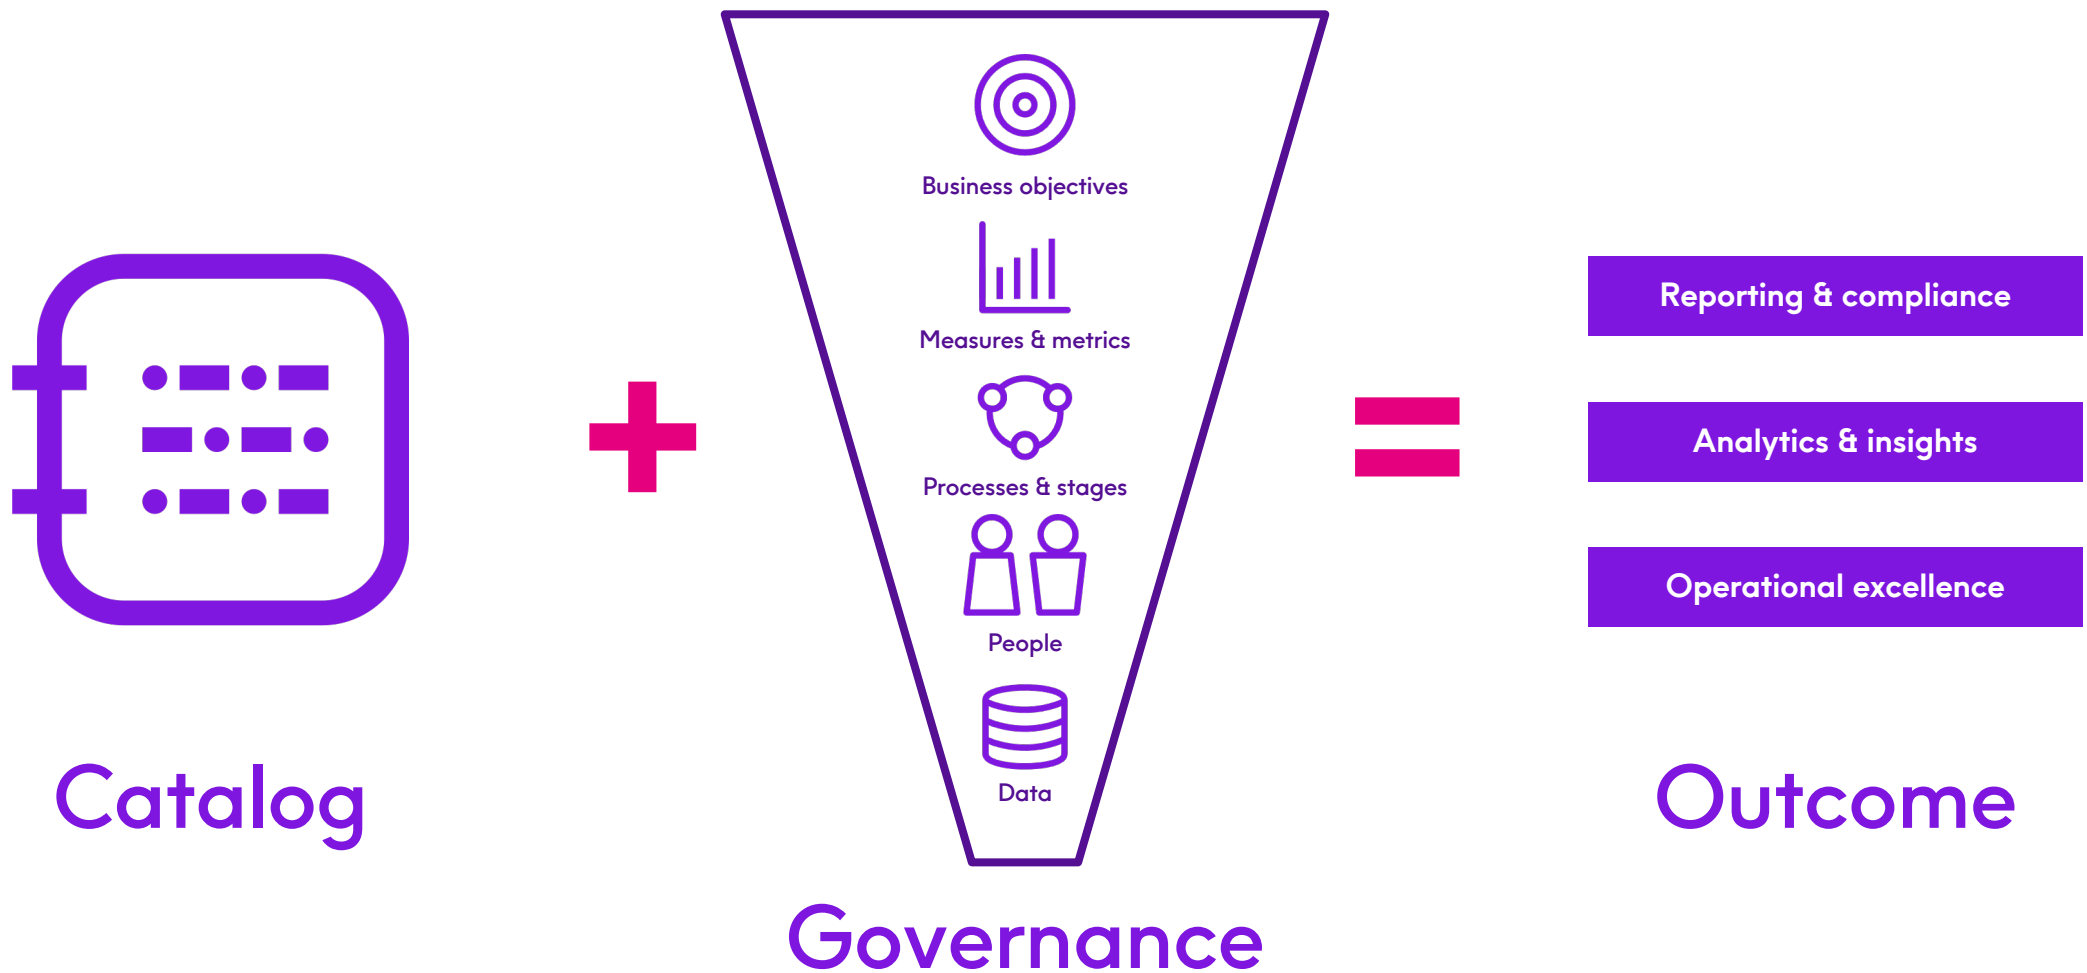 Catalog
Business objectives
Measures & metrics
Processes & stages
People
Data
Governance
Reporting & compliance
Analytics & insights
Operational excellence
Outcome